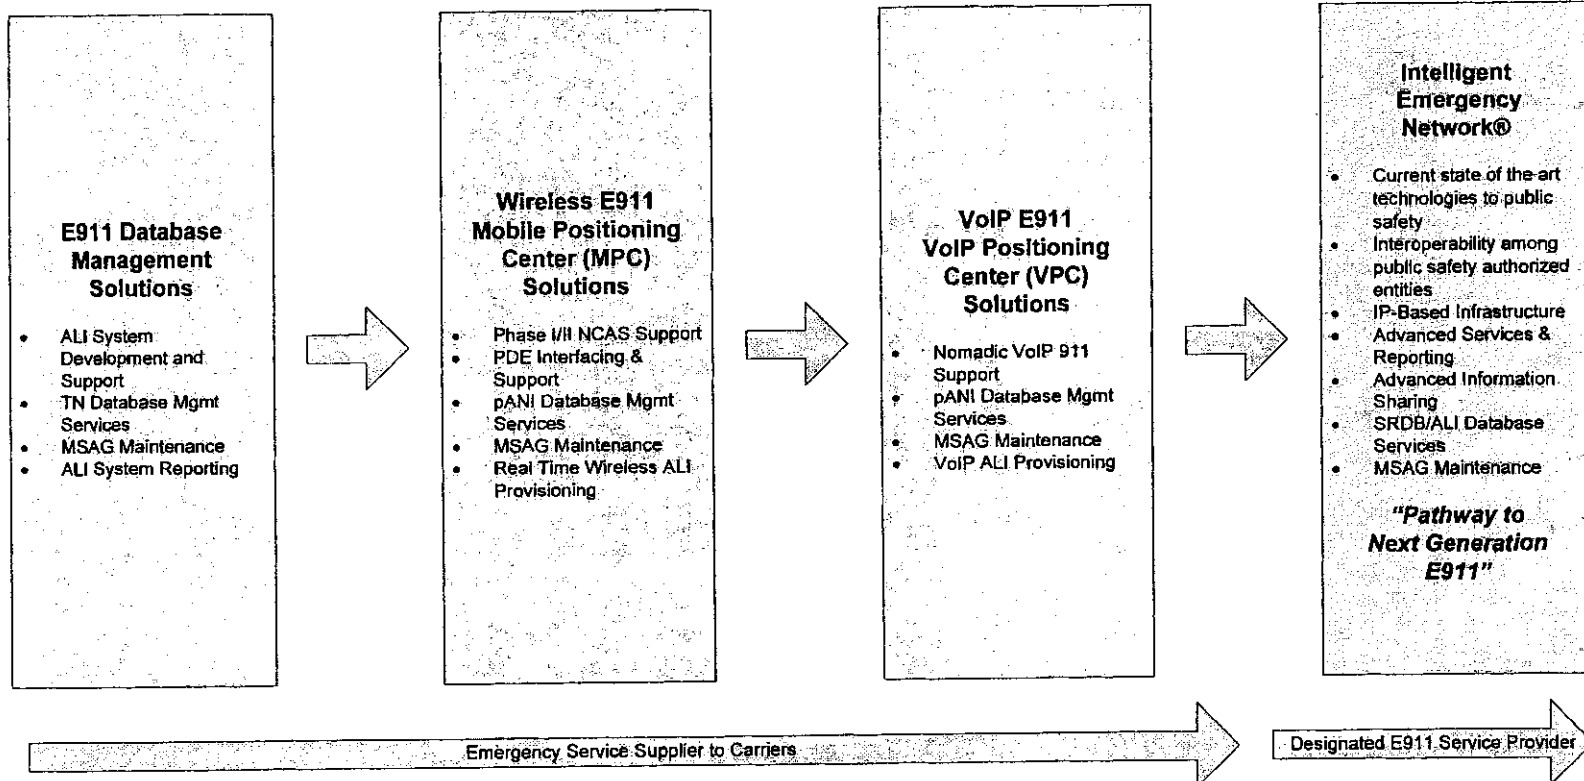 E911 Database
Management
Solutions
• ALI System
Development and
Support
• TN Database Mgmt
Services
• MSAG Maintenance
• ALI System Reporting
Wireless E911
Mobile Positioning
Center (MPC)
Solutions
• Phase I/II NCAS Support
• PDE Interfacing &
Support
• pANI Database Mgmt
Services
• MSAG Maintenance
• Real Time Wireless ALI
Provisioning
VoIP E911
VoIP Positioning
Center (VPC)
Solutions
• Nomadic VoIP 911
Support
• pANI Database Mgmt
Services
• MSAG Maintenance
• VoIP ALI Provisioning
Intelligent
Emergency
Network®
• Current state of the art
technologies to public
safety
• Interoperability among
public safety authorized
entities
• IP-Based Infrastructure
• Advanced Services &
Reporting
• Advanced Information
Sharing
• SRDB/ALI Database
Services
• MSAG Maintenance
"Pathway to
Next Generation
E911"
Emergency Service Supplier to Carriers
Designated E911 Service Provider